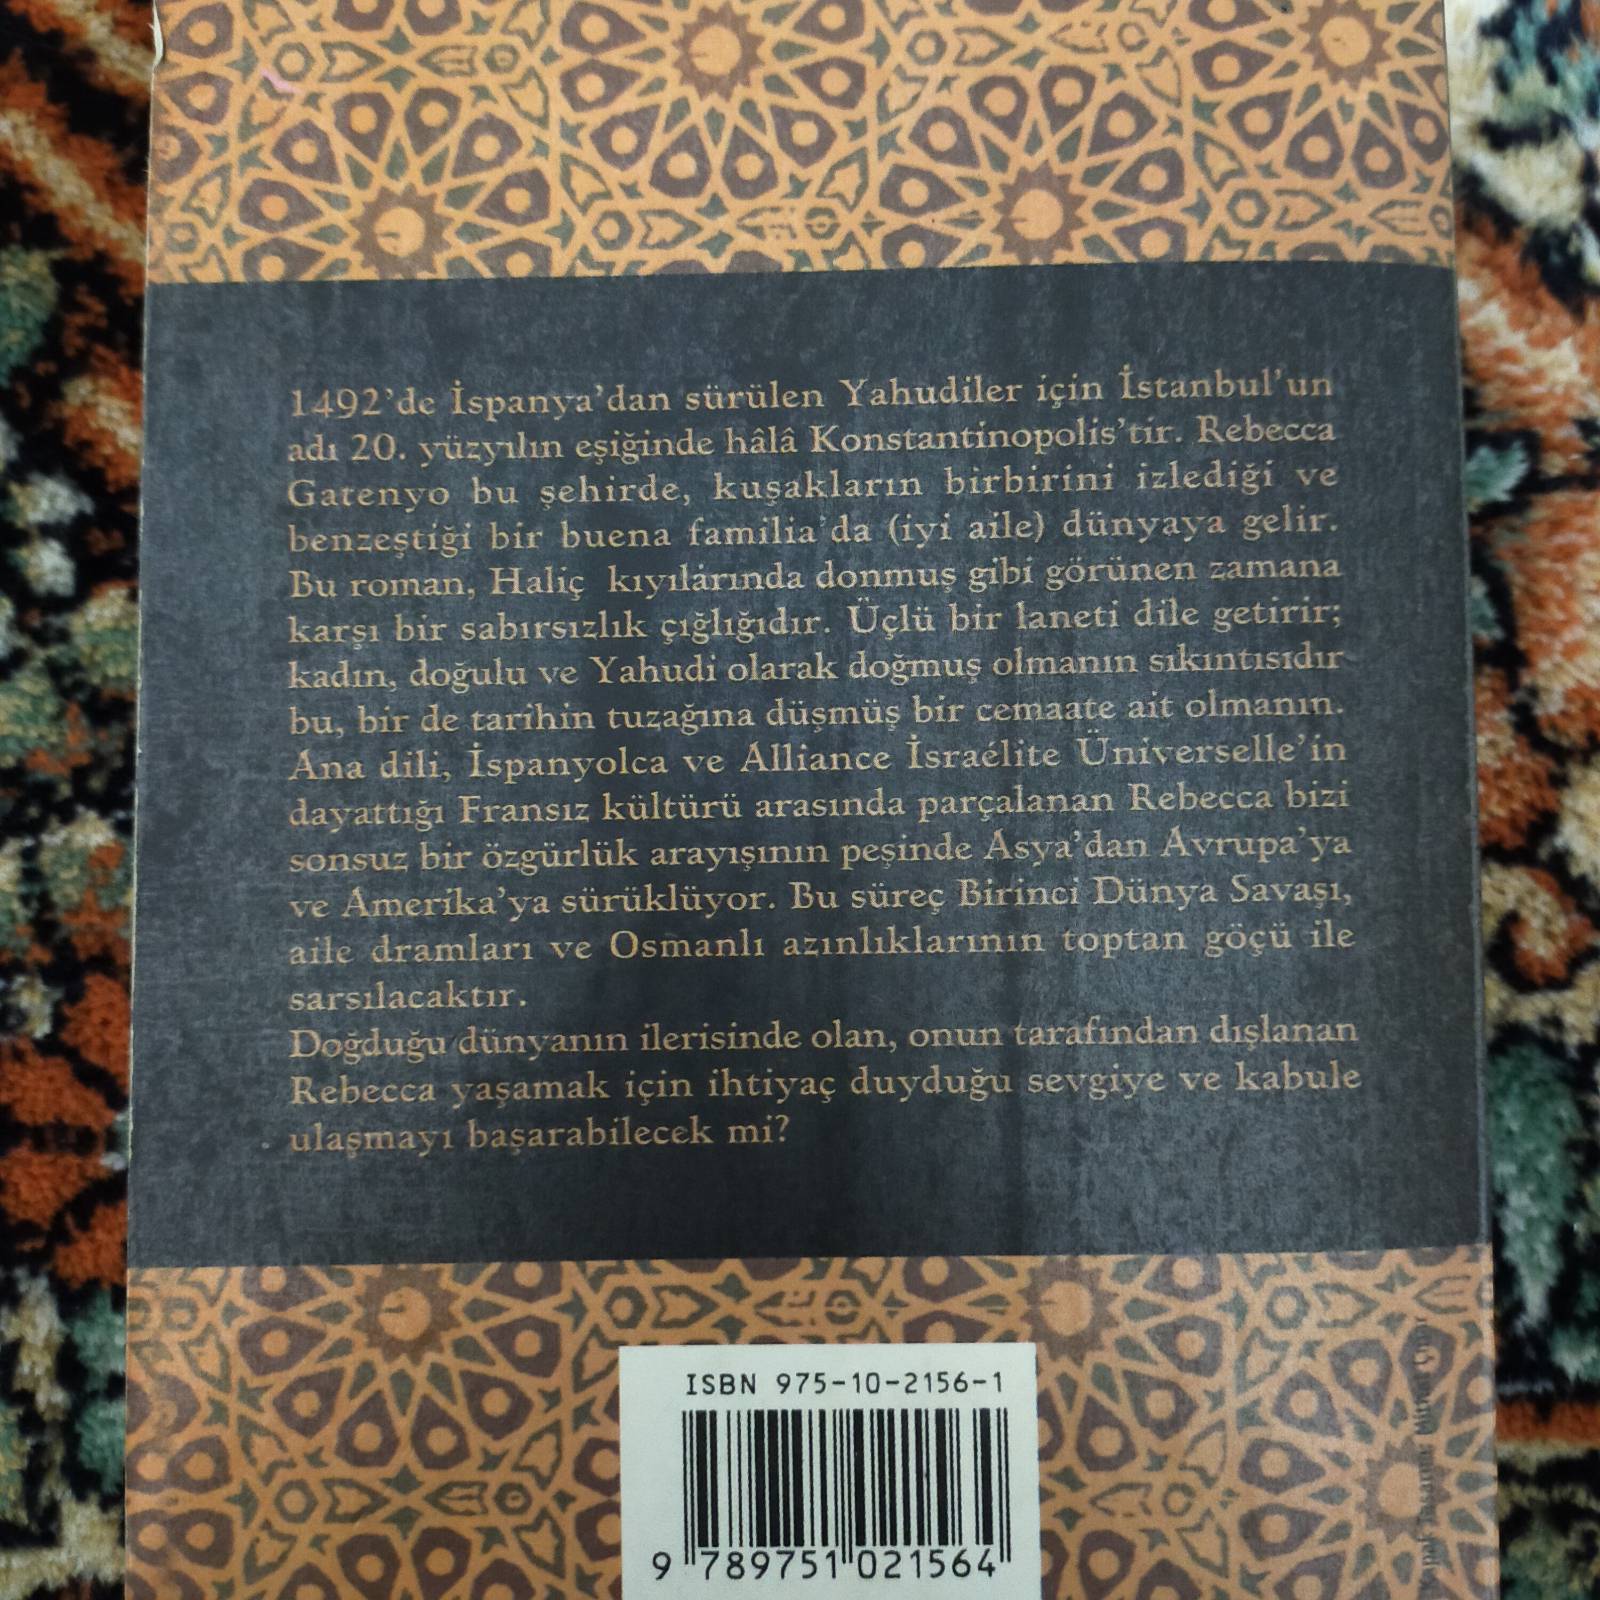 1492'de İspanya'dan sürülen Yahudiler için İstanbul'un
adı 20. yüzyılın eşiğinde hâlâ Konstantinopolis'tir. Rebecca
Gatenyo bu şehirde, kuşakların birbirini izlediği ve
benzeştiği bir buena familia'da (iyi aile) dünyaya gelir.
Bu roman, Haliç kıyılarında donmuş gibi görünen zamana
karşı bir sabırsızlık çığlığıdır. Üçlü bir laneti dile getirir;
kadın, doğulu ve Yahudi olarak doğmuş olmanın sıkıntısıdır
bu, bir de tarihin tuzağına düşmüş bir cemaate ait olmanın.
Ana dili, İspanyolca ve Alliance İsraélite Üniverselle'in
dayattığı Fransız kültürü arasında parçalanan Rebecca bizi
sonsuz bir özgürlük arayışının peşinde Asya'dan Avrupa'ya
ve Amerika'ya sürüklüyor. Bu süreç Birinci Dünya Savaşı,
aile dramları ve Osmanlı azınlıklarının toptan göçü ile
sarsılacaktır.
Doğduğu dünyanın ilerisinde olan, onun tarafından dışlanan
Rebecca yaşamak için ihtiyaç duyduğu sevgiye ve kabule
ulaşmayı başarabilecek mi?
ISBN 975-10-2156-1
9 789751 021564